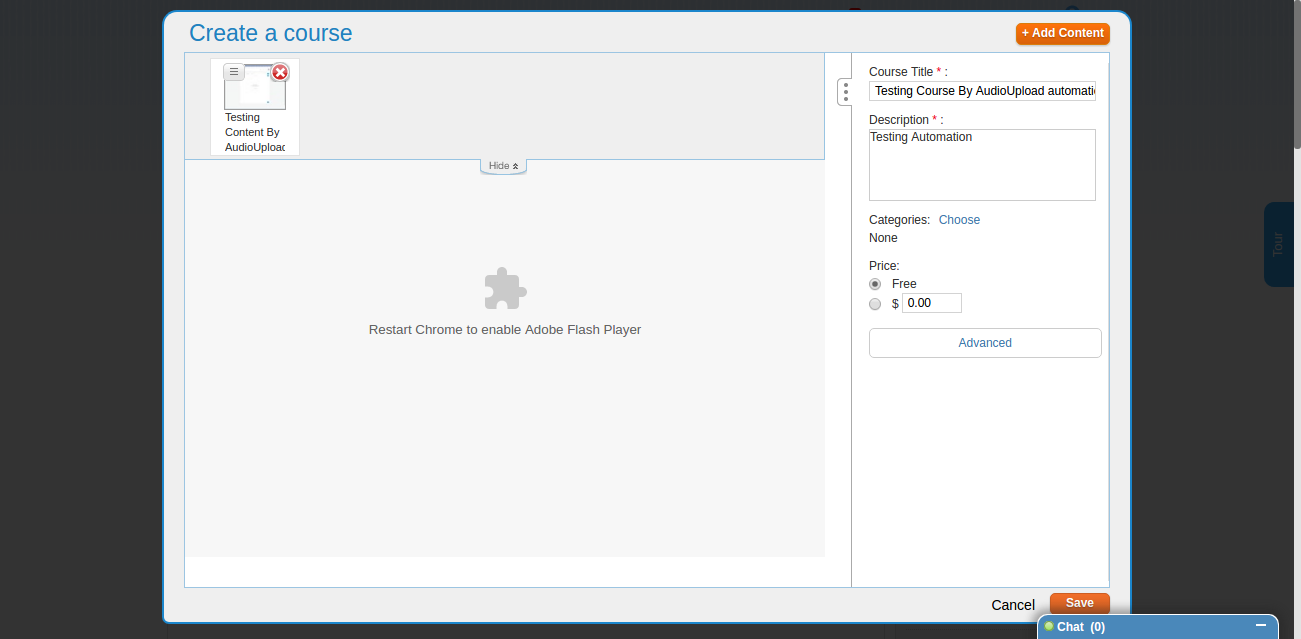 Create a course
+ Add Content
Testing
Content By
AudioUpload
Hide
Restart Chrome to enable Adobe Flash Player
Course Title * :
Testing Course By AudioUpload automati
Description * :
Testing Automation
Categories: Choose
None
Price:
Free
$ 0.00
Advanced
Tour
Cancel
Save
Chat (0)